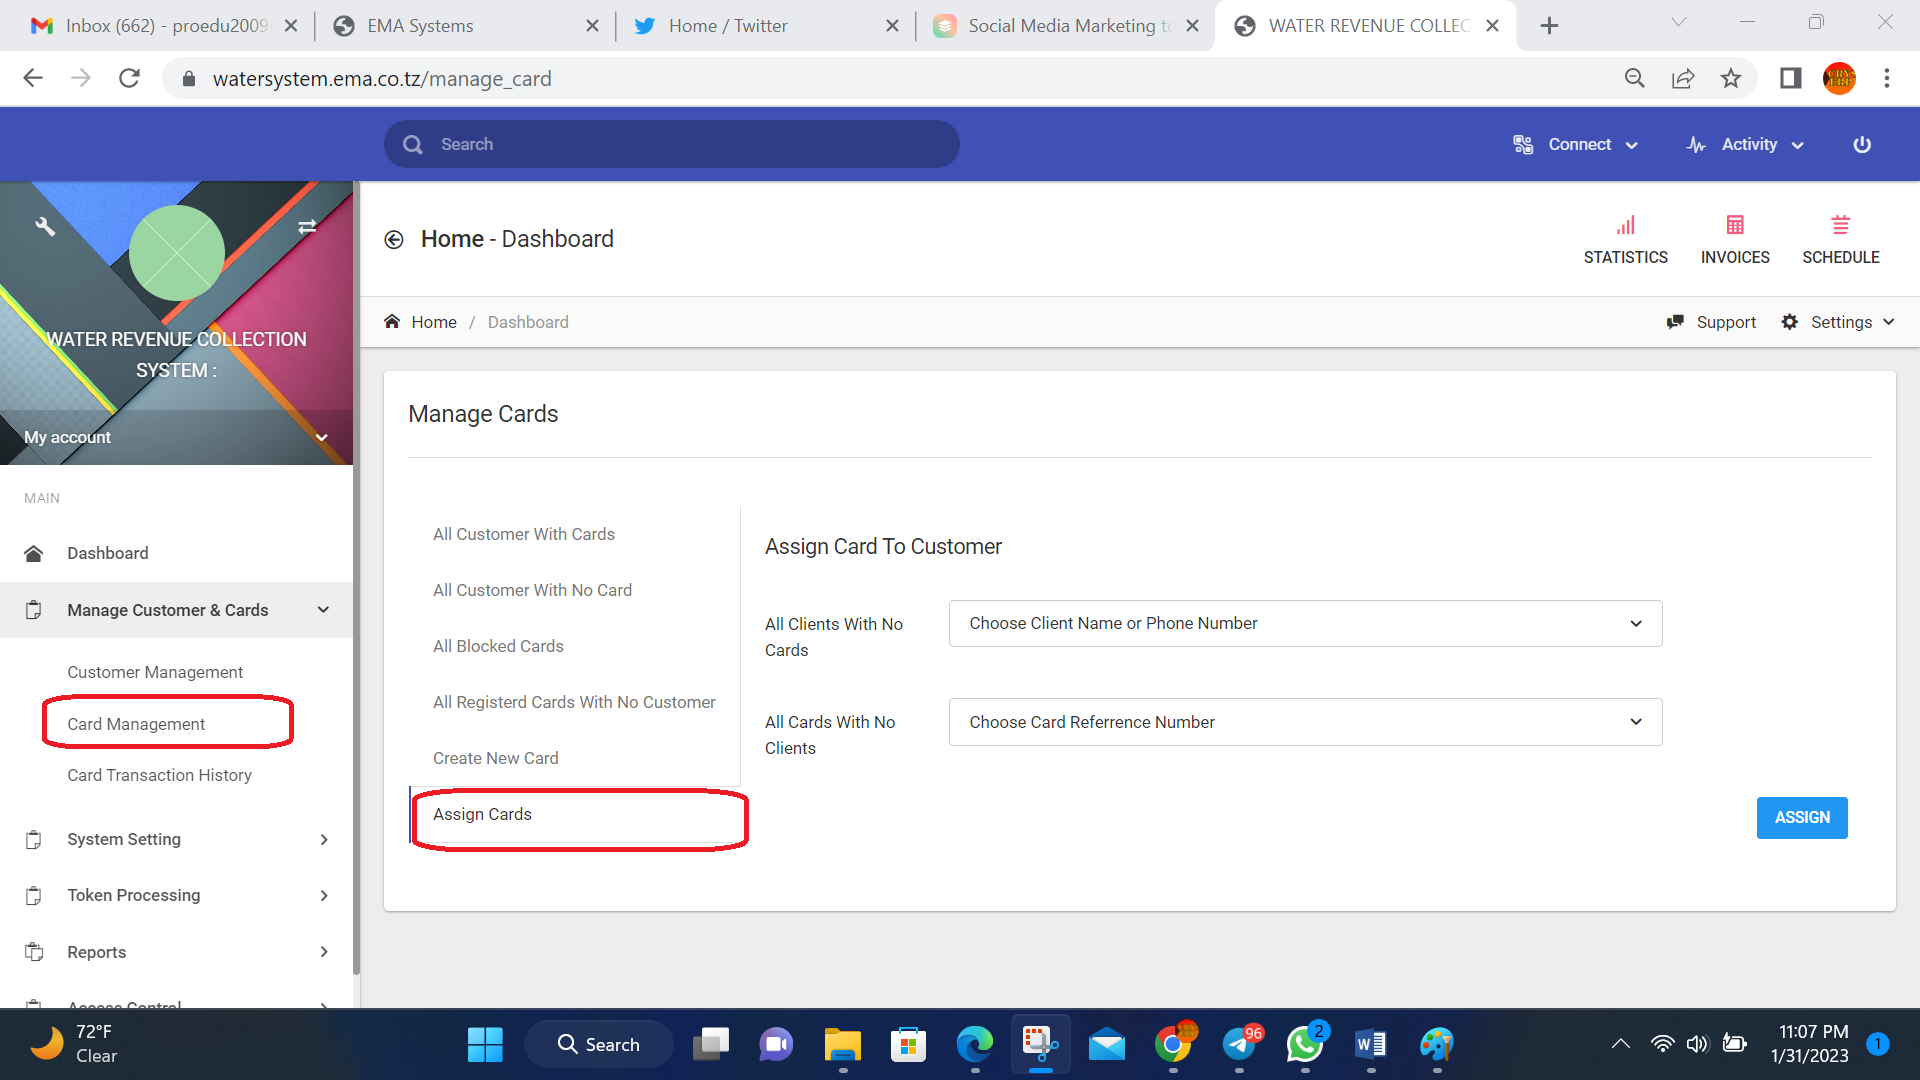 Inbox (662) - proedu2009
EMA Systems
Home / Twitter
Social Media Marketing to
WATER REVENUE COLLEC
watersystem.ema.co.tz/manage_card
Search
Connect
Activity
Home - Dashboard
STATISTICS
INVOICES
SCHEDULE
Home / Dashboard
Support
Settings
WATER REVENUE COLLECTION
SYSTEM :
My account
MAIN
Dashboard
Manage Customer & Cards
Customer Management
Card Management
Card Transaction History
System Setting
Token Processing
Reports
Access Control
Manage Cards
All Customer With Cards
All Customer With No Card
All Blocked Cards
All Registerd Cards With No Customer
Create New Card
Assign Cards
Assign Card To Customer
All Clients With No
Cards
Choose Client Name or Phone Number
All Cards With No
Clients
Choose Card Referrence Number
ASSIGN
72°F
Clear
Search
96
2
11:07 PM
1/31/2023
1